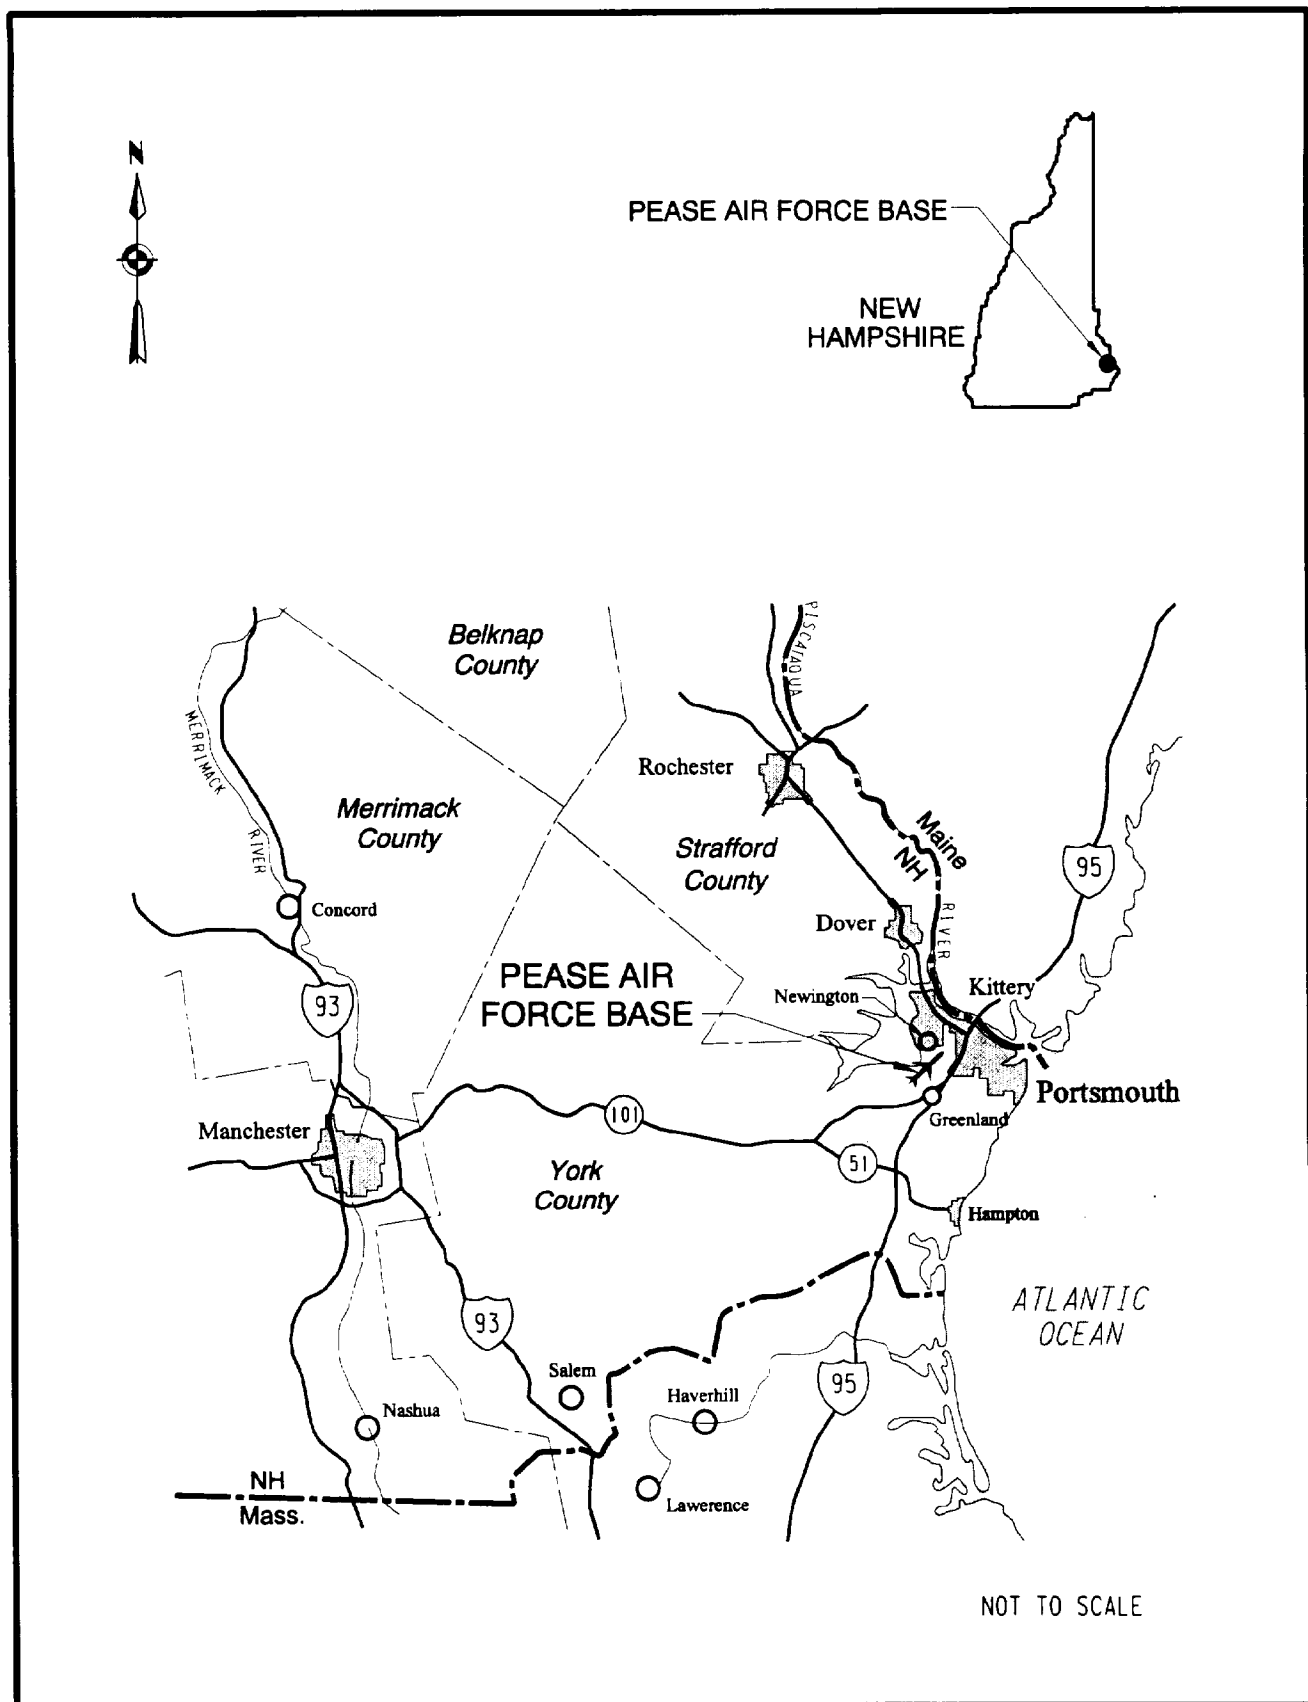 N
PEASE AIR FORCE BASE
NEW
HAMPSHIRE
Belknap
County
PISCATAQUA
MERRIMACK
RIVER
Rochester
Merrimack
County
Maine
NH
Strafford
County
95
Concord
Dover
RIVER
PEASE AIR
FORCE BASE
93
Newington
Kittery
Portsmouth
101
Greenland
Manchester
51
York
County
Hampton
ATLANTIC
OCEAN
93
Salem
Haverhill
95
Nashua
NH
Mass.
Lawerence
NOT TO SCALE